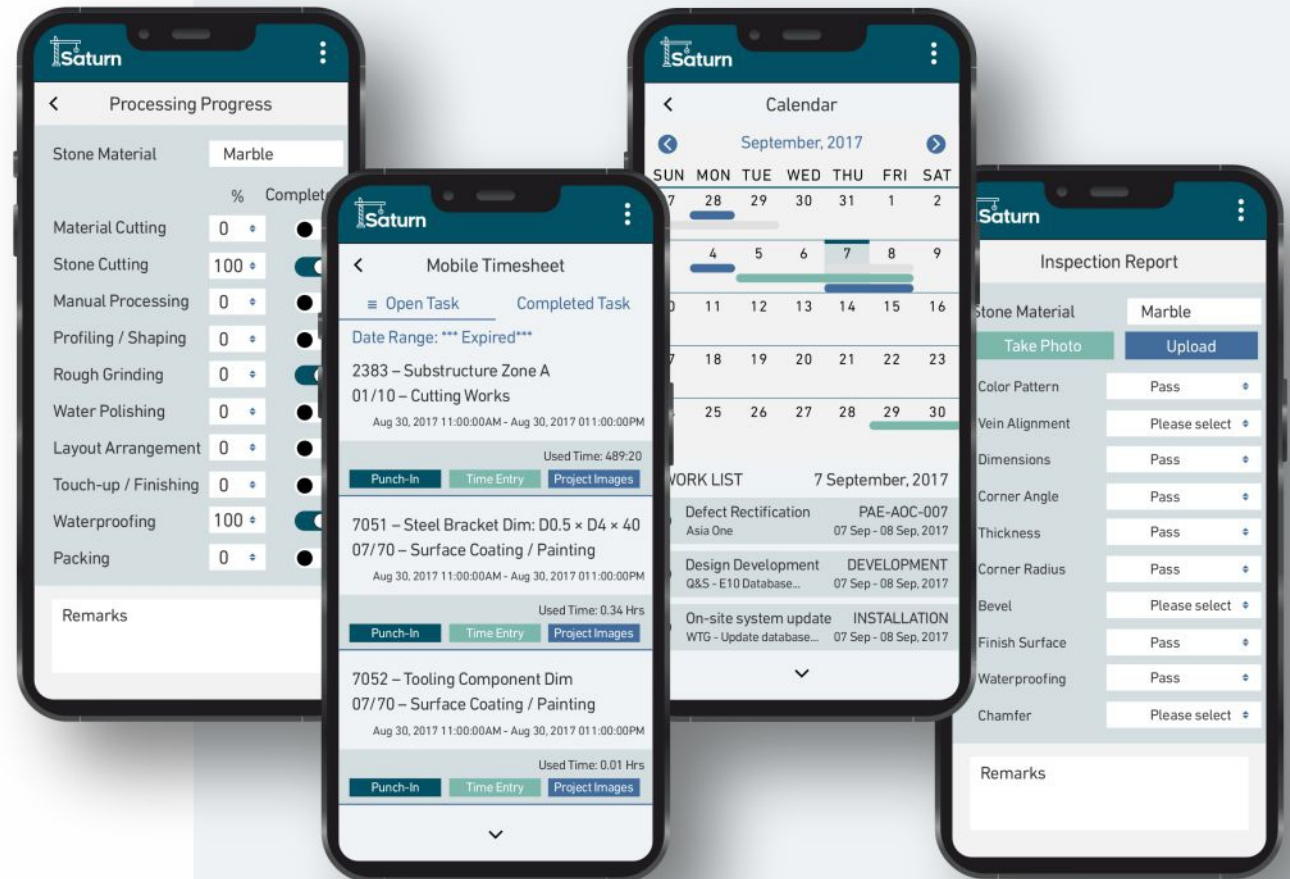 Saturn
Processing Progress
Stone Material Marble
% Complete
Material Cutting 0
Stone Cutting 100
Manual Processing 0
Profiling / Shaping 0
Rough Grinding 0
Water Polishing 0
Layout Arrangement 0
Touch-up / Finishing 0
Waterproofing 100
Packing 0
Remarks
Saturn
Mobile Timesheet
Open Task Completed Task
Date Range: *** Expired***
2383 – Substructure Zone A
01/10 – Cutting Works
Aug 30, 2017 11:00:00AM - Aug 30, 2017 011:00:00PM
Used Time: 489:20
Punch-In Time Entry Project Images
7051 – Steel Bracket Dim: D0.5 × D4 × 40
07/70 – Surface Coating / Painting
Aug 30, 2017 11:00:00AM - Aug 30, 2017 011:00:00PM
Used Time: 0.34 Hrs
Punch-In Time Entry Project Images
7052 – Tooling Component Dim
07/70 – Surface Coating / Painting
Aug 30, 2017 11:00:00AM - Aug 30, 2017 011:00:00PM
Used Time: 0.01 Hrs
Punch-In Time Entry Project Images
Saturn
Calendar
September, 2017
SUN MON TUE WED THU FRI SAT
7 28 29 30 31 1 2
4 5 6 7 8 9
0 11 12 13 14 15 16
7 18 19 20 21 22 23
25 26 27 28 29 30
WORK LIST 7 September, 2017
Defect Rectification PAE-AOC-007
Asia One 07 Sep - 08 Sep, 2017
Design Development DEVELOPMENT
Q&S - E10 Database... 07 Sep - 08 Sep, 2017
On-site system update INSTALLATION
WTG - Update database... 07 Sep - 08 Sep, 2017
Saturn
Inspection Report
Stone Material Marble
Take Photo Upload
Color Pattern Pass
Vein Alignment Please select
Dimensions Pass
Corner Angle Pass
Thickness Pass
Corner Radius Pass
Bevel Please select
Finish Surface Pass
Waterproofing Pass
Chamfer Please select
Remarks